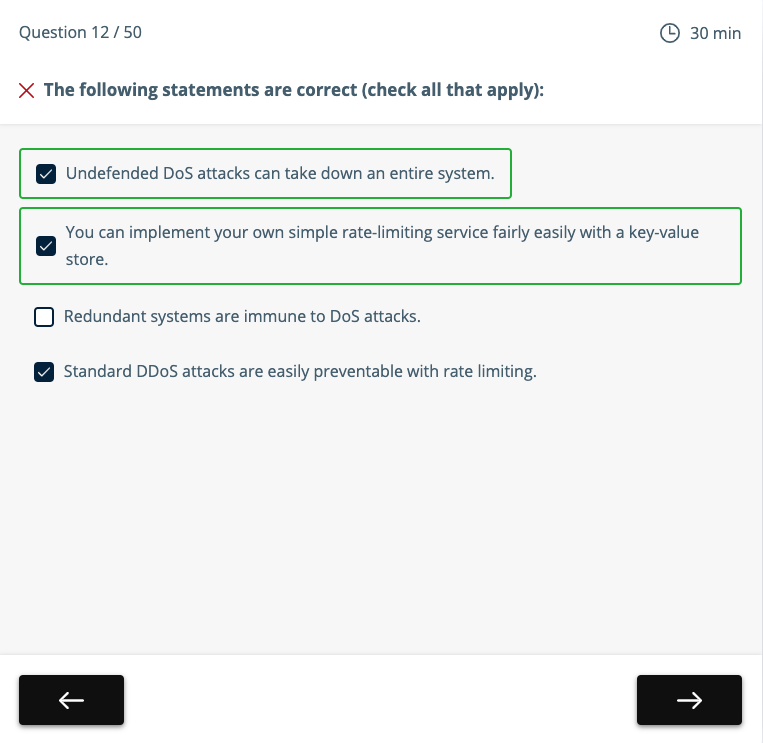 Question 12 / 50
30 min
The following statements are correct (check all that apply):
Undefended DoS attacks can take down an entire system.
You can implement your own simple rate-limiting service fairly easily with a key-value
store.
Redundant systems are immune to DoS attacks.
Standard DDoS attacks are easily preventable with rate limiting.